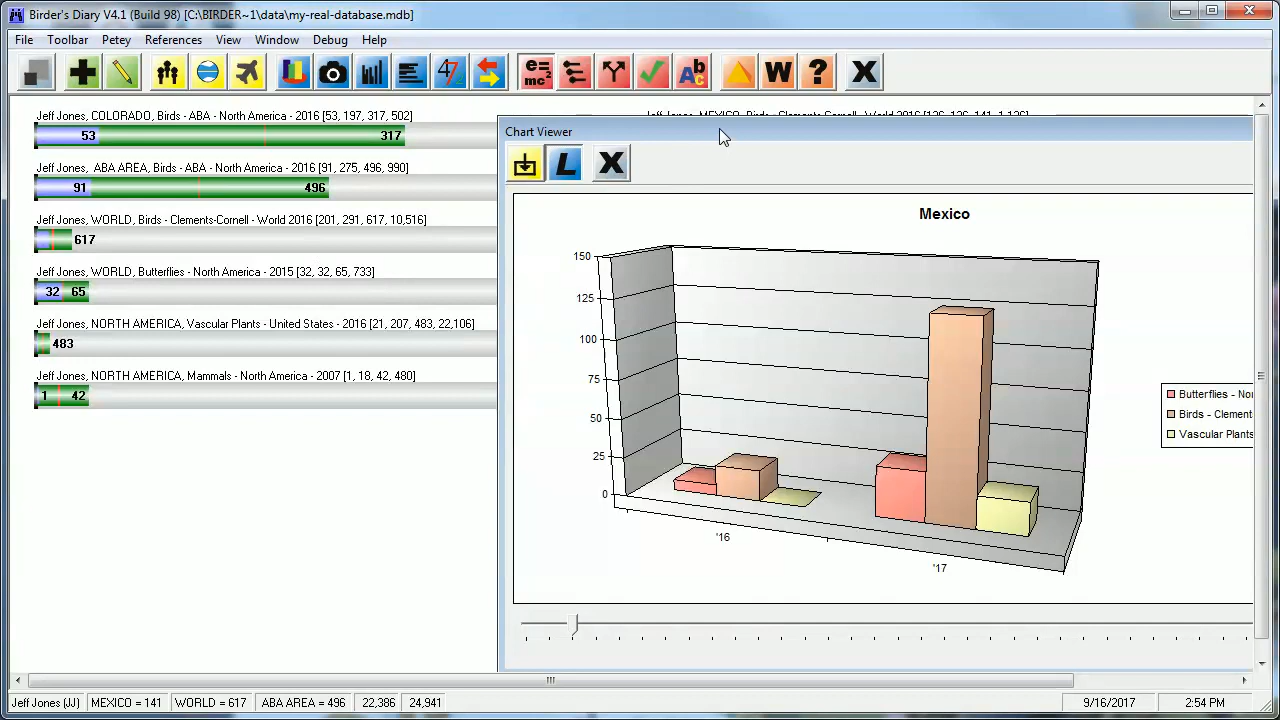 Birder's Diary V4.1 (Build 98) [C:\BIRDER~1\data\my-real-database.mdb]
File Toolbar Petey References View Window Debug Help
e=
mc²
47
Ab
C
W
?
X
Jeff Jones, COLORADO, Birds - ABA - North America - 2016 [53, 197, 317, 502]
53 317
Jeff Jones, ABA AREA, Birds - ABA - North America - 2016 [91, 275, 496, 990]
91 496
Jeff Jones, WORLD, Birds - Clements-Cornell - World 2016 [201, 291, 617, 10,516]
617
Jeff Jones, WORLD, Butterflies - North America - 2015 [32, 32, 65, 733]
32 65
Jeff Jones, NORTH AMERICA, Vascular Plants - United States - 2016 [21, 207, 483, 22,106]
483
Jeff Jones, NORTH AMERICA, Mammals - North America - 2007 [1, 18, 42, 480]
1 42
Chart Viewer
L X
Mexico
150
125
100
75
50
25
0
'16
'17
Butterflies - No
Birds - Clement
Vascular Plants
Jeff Jones (JJ) MEXICO = 141 WORLD = 617 ABA AREA = 496 22,386 24,941 9/16/2017 2:54 PM